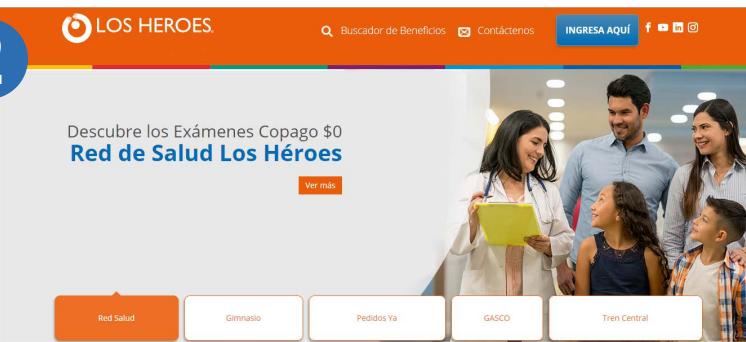 LOS HEROES.
Buscador de Beneficios
Contáctenos
INGRESA AQUÍ
Descubre los Exámenes Copago $0
Red de Salud Los Héroes
Ver más
Red Salud
Gimnasio
Pedidos Ya
GASCO
Tren Central